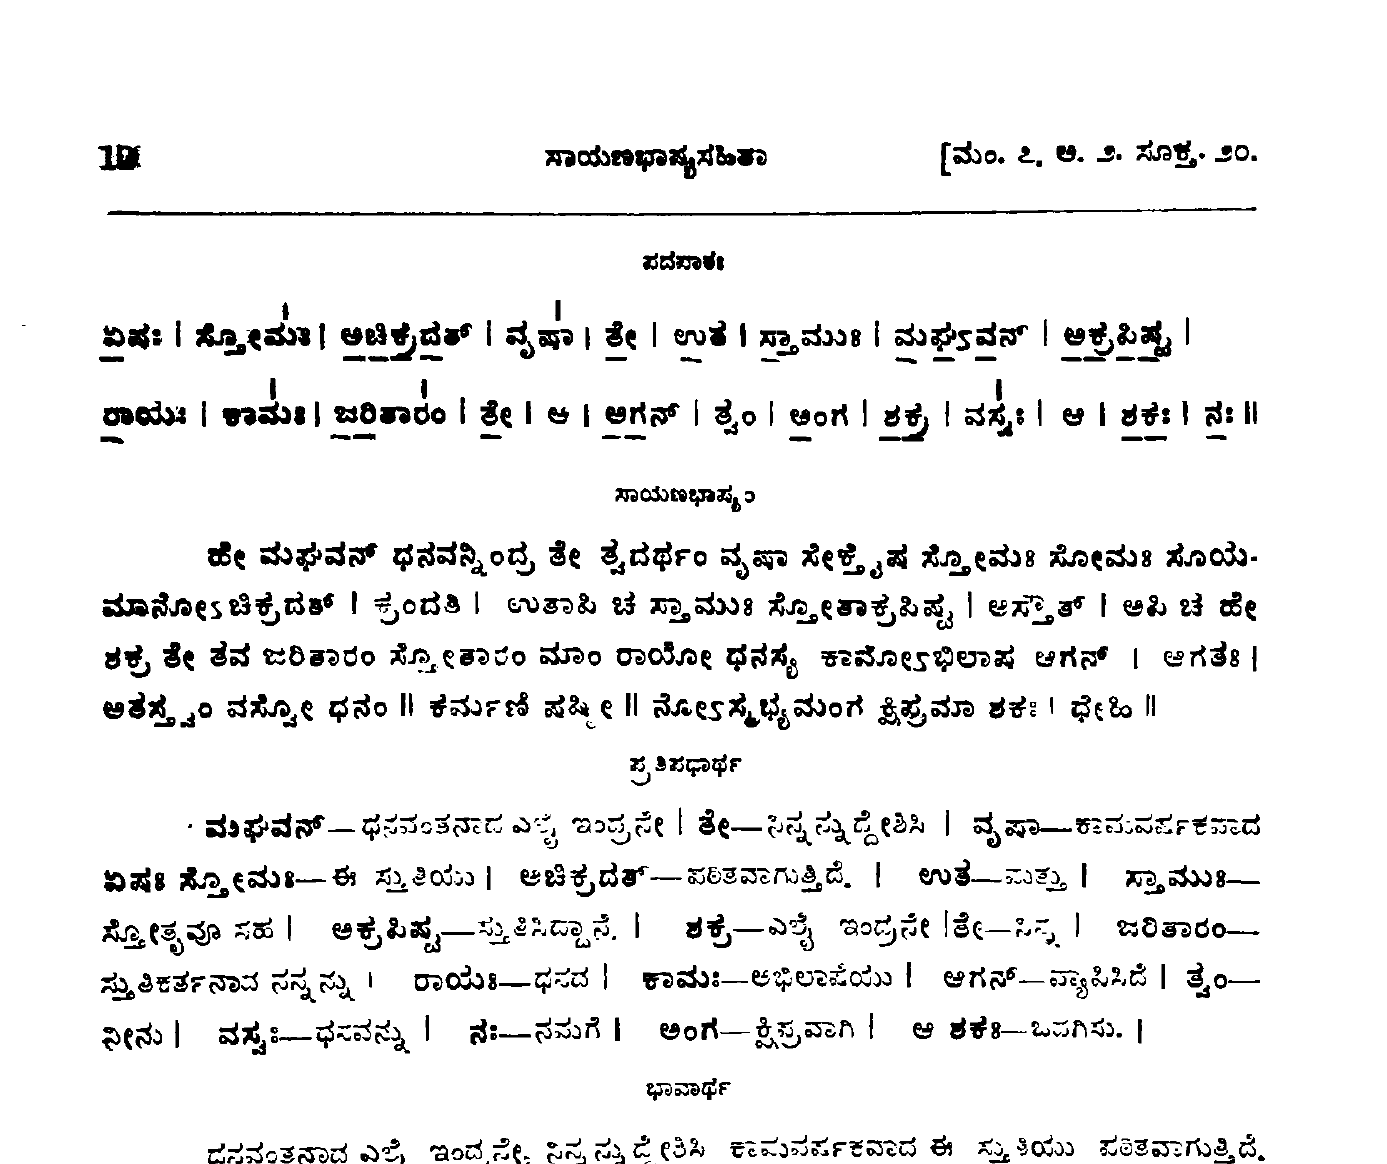 ಸಾಯಣಭಾಷ್ಯಸಹಿತಾ [ಮಂ. ೭. ಅ. ೨. ಸೂಕ್ತ. ೨೦.
ಪದಪಾಠಃ
ಏಷಃ | ಸ್ತೋಮಃ | ಅಚಿಕ್ರದತ್ | ವೃಷಾ | ತೇ | ಉತ | ಸ್ತಾಮುಃ | ಮಘಽವನ್ | ಅಕ್ರಪಿಷ್ಟ |
ರಾಯಃ | ಕಾಮಃ | ಜರಿತಾರಂ | ತೇ | ಆ | ಅಗನ್ | ತ್ವಂ | ಅಂಗ | ಶಕ್ರ | ವಸ್ವಃ | ಆ | ಶಕಃ | ನಃ ||
ಸಾಯಣಭಾಷ್ಯಂ
ಹೇ ಮಘವನ್ ಧನವನ್ನಿಂದ್ರ ತೇ ತ್ವದರ್ಥಂ ವೃಷಾ ಸೇಕ್ತೈಷ ಸ್ತೋಮಃ ಸೋಮಃ ಸೂಯ-
ಮಾನೋಽಚಿಕ್ರದತ್ | ಕ್ರಂದತಿ | ಉತಾಪಿ ಚ ಸ್ತಾಮುಃ ಸ್ತೋತಾಕ್ರಪಿಷ್ಟ | ಅಸ್ತೌತ್ | ಅಪಿ ಚ ಹೇ
ಶಕ್ರ ತೇ ತವ ಜರಿತಾರಂ ಸ್ತೋತಾರಂ ಮಾಂ ರಾಯೋ ಧನಸ್ಯ ಕಾಮೋಽಭಿಲಾಷ ಆಗನ್ | ಆಗತಃ |
ಅತಸ್ತ್ವಂ ವಸ್ವೋ ಧನಂ || ಕರ್ಮಣಿ ಷಷ್ಠೀ || ನೋಽಸ್ಮಭ್ಯಮಂಗ ಕ್ಷಿಪ್ರಮಾ ಶಕಃ | ಧೇಹಿ ||
ಪ್ರತಿಪಧಾರ್ಥ
ಮಘವನ್—ಧನವಂತನಾದ ಎಲೈ ಇಂದ್ರನೇ | ತೇ—ನಿನ್ನನ್ನುದ್ದೇಶಿಸಿ | ವೃಷಾ—ಕಾಮವರ್ಷಕವಾದ
ಏಷಃ ಸ್ತೋಮಃ—ಈ ಸ್ತುತಿಯು | ಅಚಿಕ್ರದತ್—ಪಠಿತವಾಗುತ್ತಿದೆ. | ಉತ—ಮತ್ತು | ಸ್ತಾಮುಃ—
ಸ್ತೋತೃವೂ ಸಹ | ಅಕ್ರಪಿಷ್ಟ—ಸ್ತುತಿಸಿದ್ದಾನೆ. | ಶಕ್ರ—ಎಲೈ ಇಂದ್ರನೇ | ತೇ—ನಿನ್ನ | ಜರಿತಾರಂ—
ಸ್ತುತಿಕರ್ತನಾದ ನನ್ನನ್ನು | ರಾಯಃ—ಧನದ | ಕಾಮಃ—ಅಭಿಲಾಷೆಯು | ಆಗನ್—ವ್ಯಾಪಿಸಿದೆ | ತ್ವಂ—
ನೀನು | ವಸ್ವಃ—ಧನವನ್ನು | ನಃ—ನಮಗೆ | ಅಂಗ—ಕ್ಷಿಪ್ರವಾಗಿ | ಆ ಶಕಃ—ಒದಗಿಸು. |
ಭಾವಾರ್ಥ
ಧನವಂತನಾದ ಎಲೈ ಇಂದ್ರನೇ, ನಿನ್ನನ್ನುದ್ದೇಶಿಸಿ ಕಾಮವರ್ಷಕವಾದ ಈ ಸ್ತುತಿಯು ಪಠಿತವಾಗುತ್ತಿದೆ.